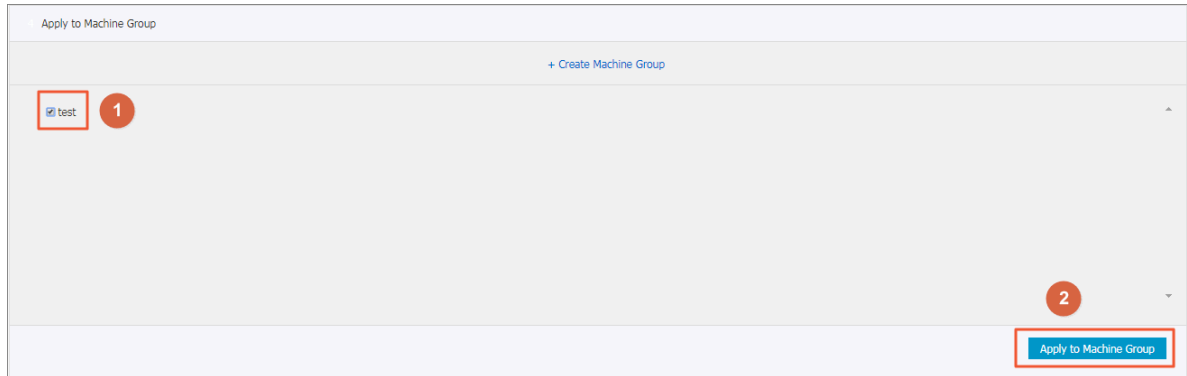 Apply to Machine Group
+ Create Machine Group
test
1
2
Apply to Machine Group